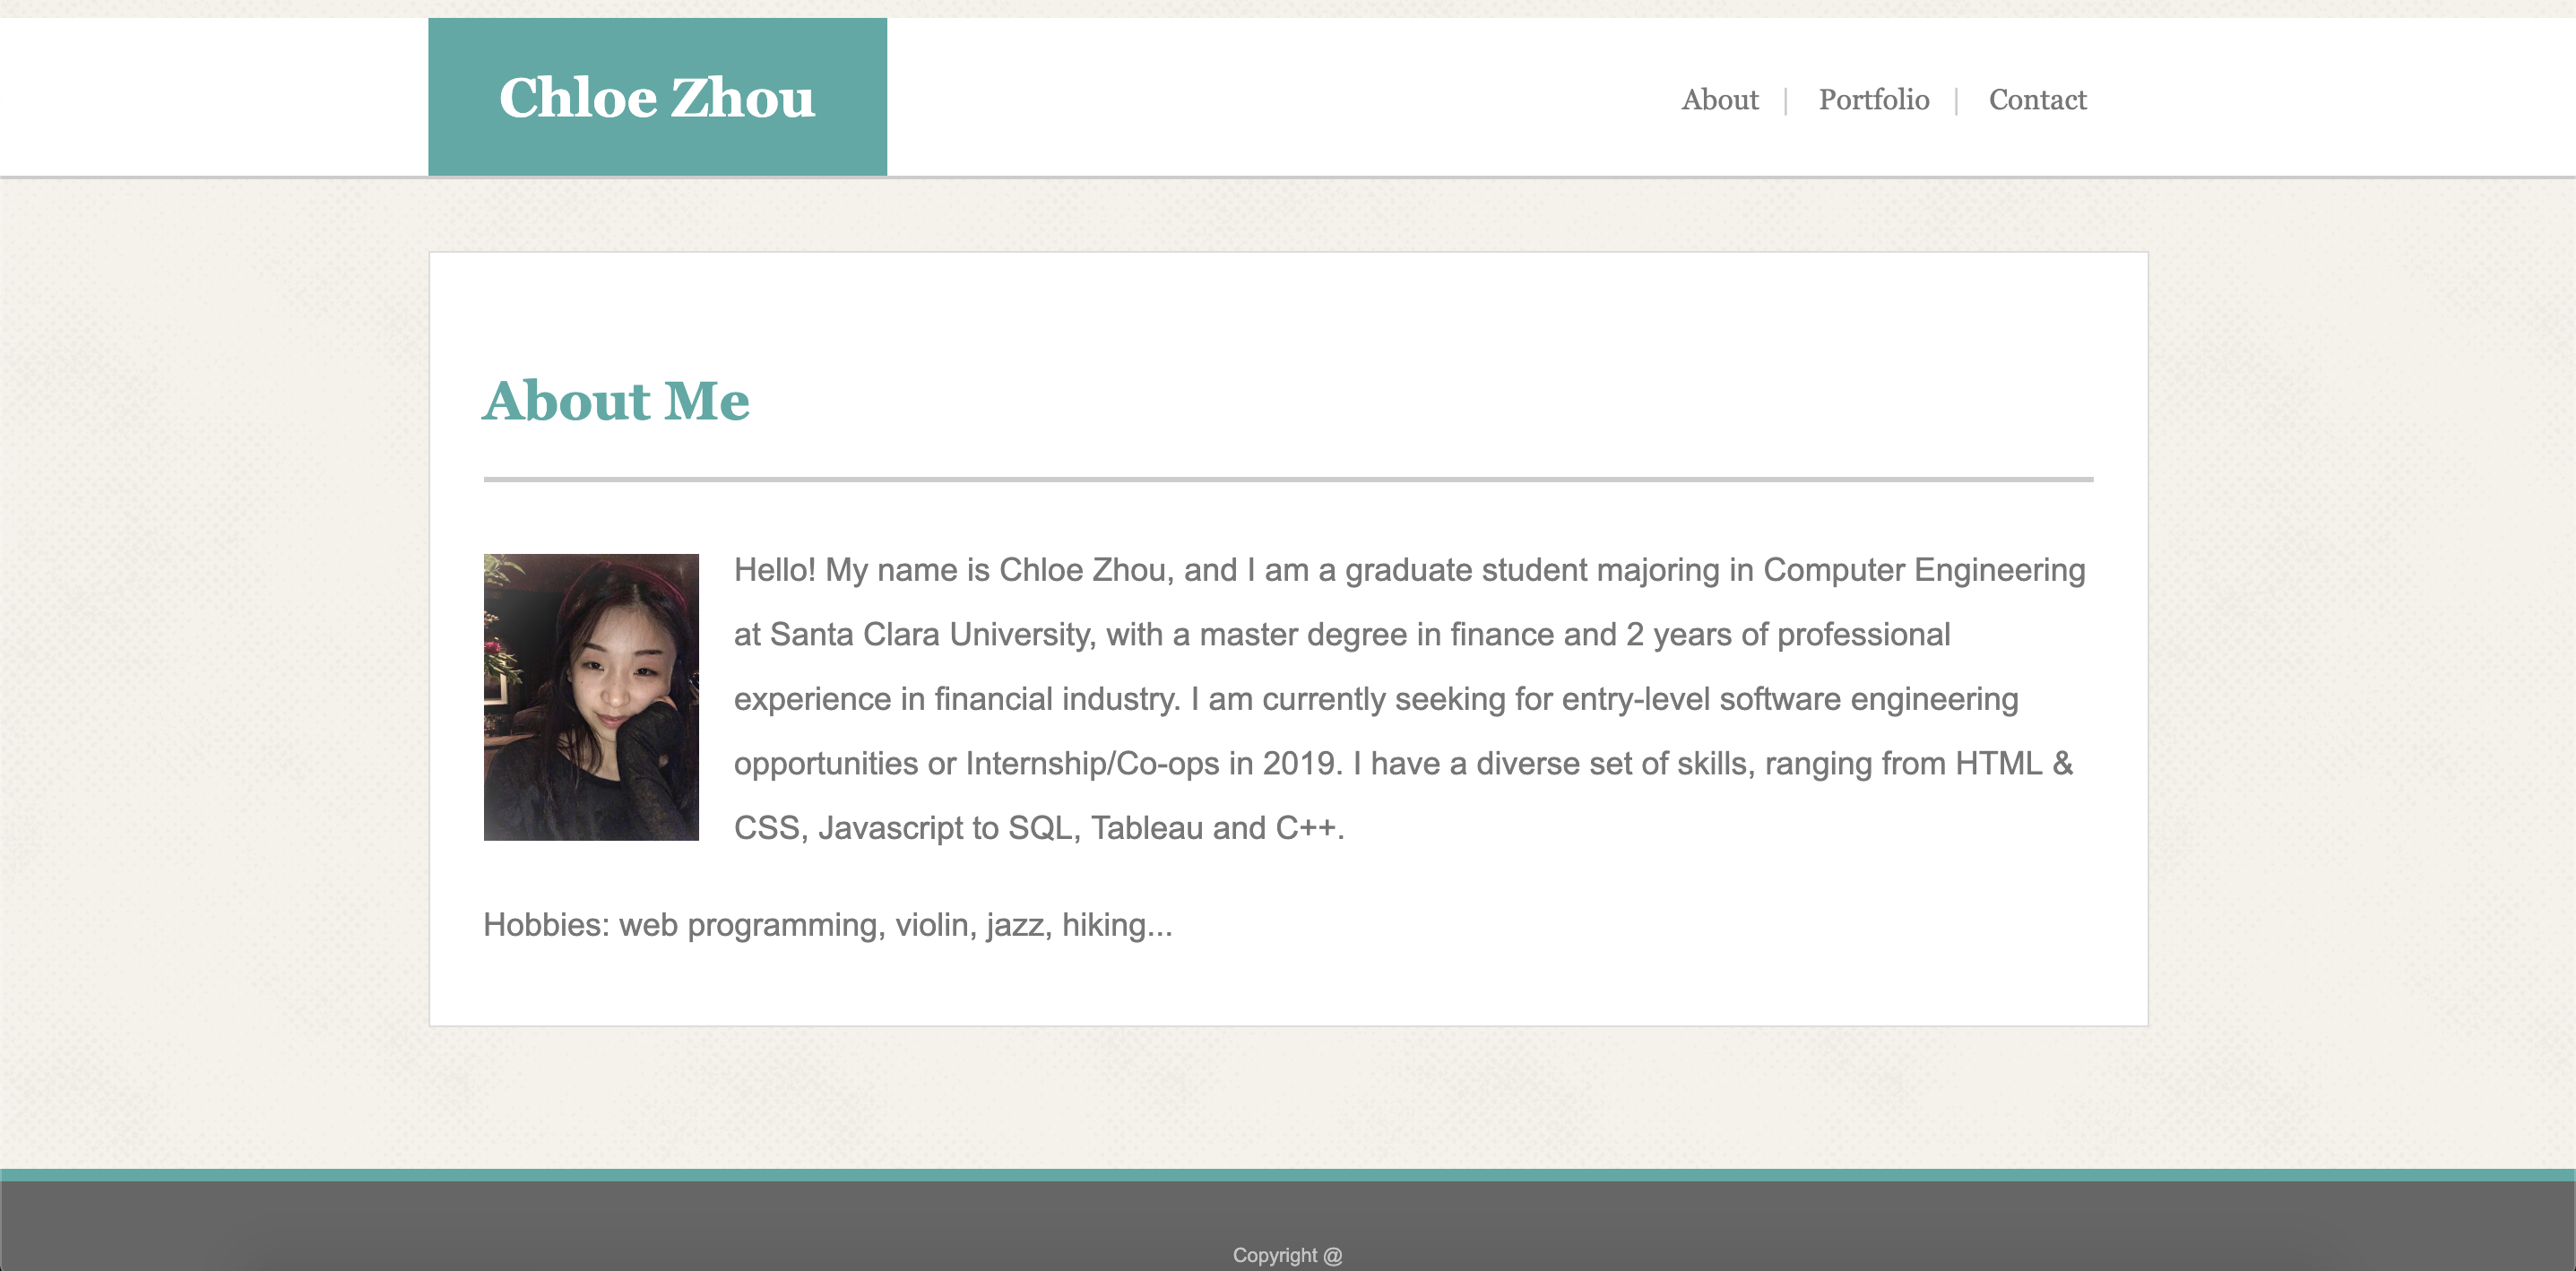 Chloe Zhou
About | Portfolio | Contact
About Me
Hello! My name is Chloe Zhou, and I am a graduate student majoring in Computer Engineering
at Santa Clara University, with a master degree in finance and 2 years of professional
experience in financial industry. I am currently seeking for entry-level software engineering
opportunities or Internship/Co-ops in 2019. I have a diverse set of skills, ranging from HTML &
CSS, Javascript to SQL, Tableau and C++.
Hobbies: web programming, violin, jazz, hiking...
Copyright @